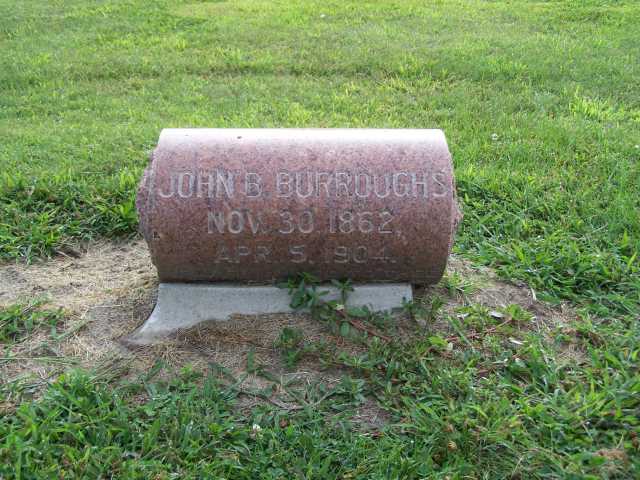 JOHN B. BURROUGHS
NOV. 30 1862,
APR. 5, 1904.